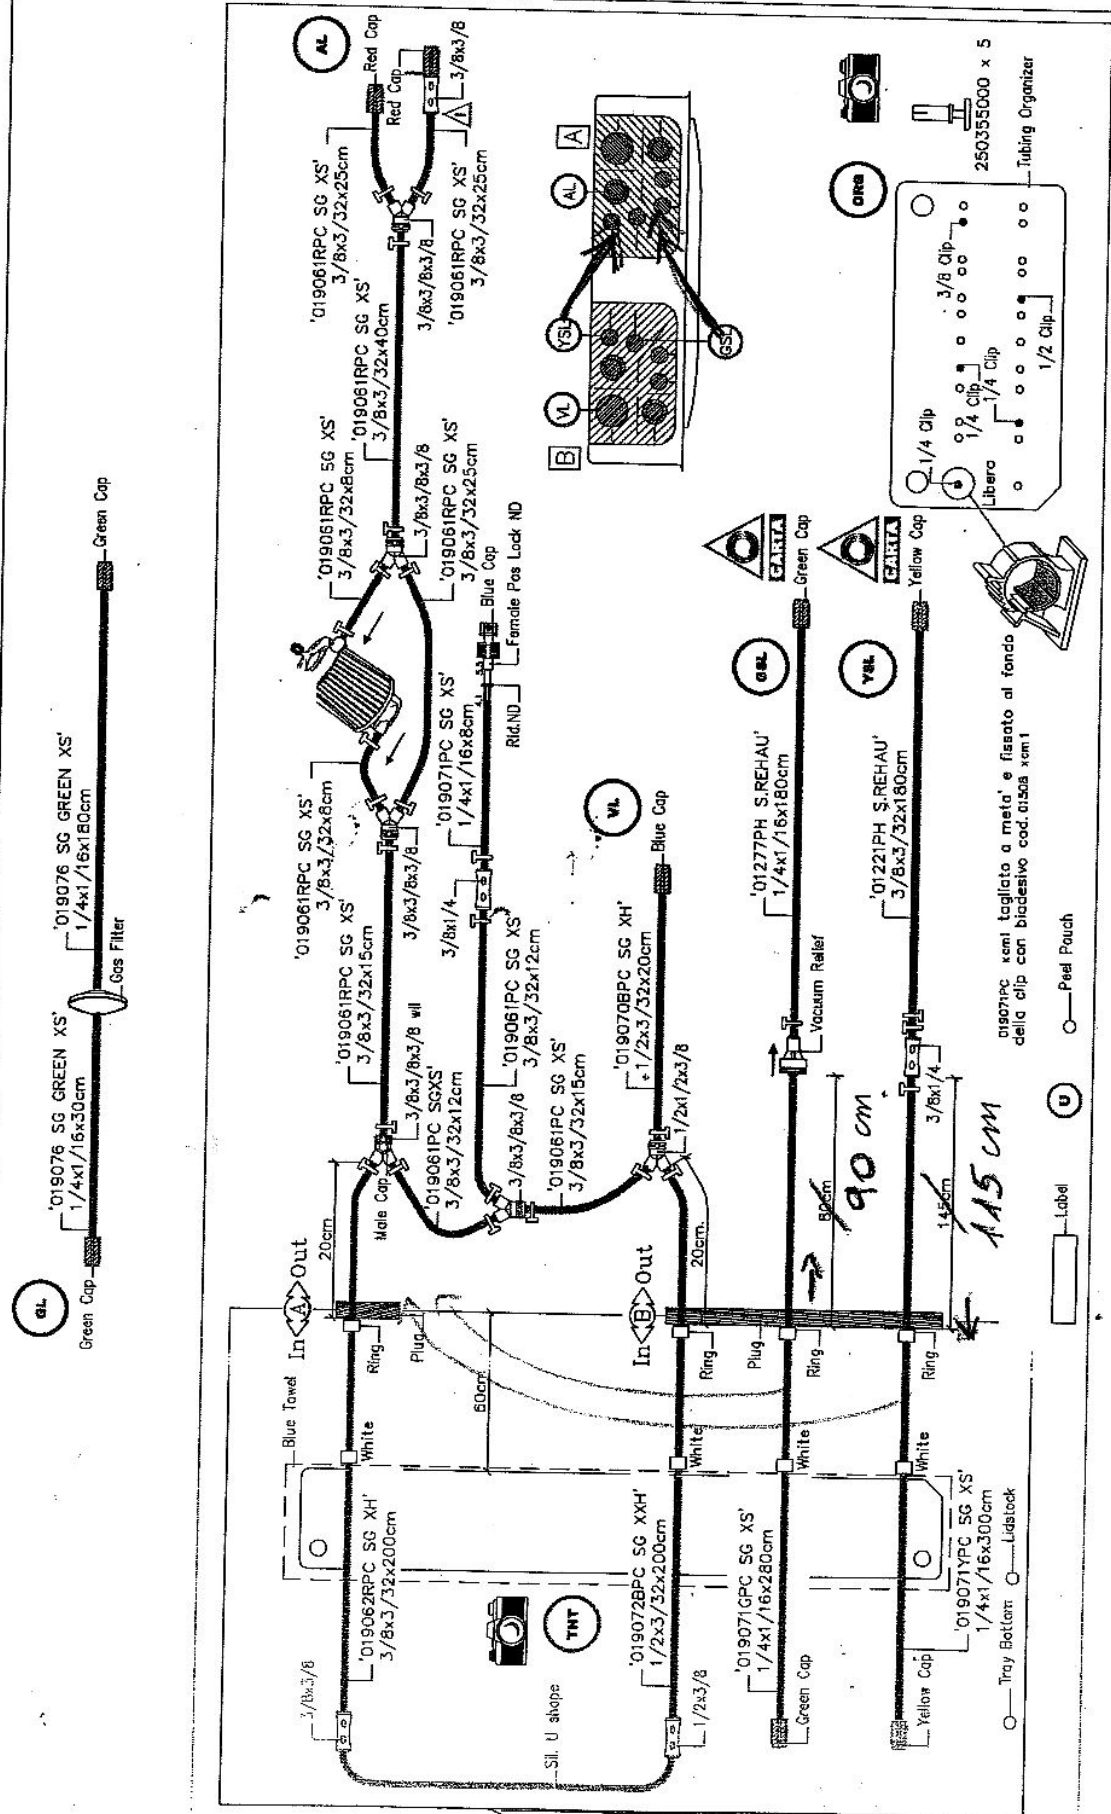 GL
Green Cap
'019076 SG GREEN XS'
1/4x1/16x30cm
Gas Filter
'019076 SG GREEN XS'
1/4x1/16x180cm
Green Cap
Blue Towel
In A Out
20cm
3/8x3/8
'019062RPC SG XH'
3/8x3/32x200cm
White
Ring
Plug
60cm
Male Cap
3/8x3/8x3/8 wll
'019061RPC SG XS'
3/8x3/32x15cm
'019061RPC SG XS'
3/8x3/32x8cm
3/8x3/8x3/8
'019061RPC SG XS'
3/8x3/32x8cm
'019061RPC SG XS'
3/8x3/32x25cm
3/8x3/8x3/8
'019061RPC SG XS'
3/8x3/32x40cm
3/8x3/8x3/8
'019061RPC SG XS'
3/8x3/32x25cm
'019061RPC SG XS'
3/8x3/32x25cm
AL
Red Cap
Red Cap
3/8x3/8
'019061PC SGXS'
3/8x3/32x12cm
3/8x3/8x3/8
'019061PC SG XS'
3/8x3/32x12cm
3/8x1/4
'019071PC SG XS'
1/4x1/16x8cm
Rid.ND
Female Pos Lock ND
Blue Cap
'019061PC SG XS'
3/8x3/32x15cm
TNT
Sil. U shape
1/2x3/8
'019072BPC SG XXH'
1/2x3/32x200cm
White
In B Out
Ring
20cm.
1/2x1/2x3/8
'019070BPC SG XH'
1/2x3/32x20cm
VL
Blue Cap
Green Cap
'019071GPC SG XS'
1/4x1/16x280cm
White
Plug
Ring
80cm
90 cm
Vacuum Relief
'01277PH S.REHAU'
1/4x1/16x180cm
GSL
CARTA
Green Cap
Yellow Cap
'019071YPC SG XS'
1/4x1/16x300cm
White
Ring
145cm
115 cm
3/8x1/4
'01221PH S.REHAU'
3/8x3/32x180cm
YSL
CARTA
Yellow Cap
B
VL
YSL
GSL
AL
A
ORG
250355000 x 5
Tubing Organizer
1/4 Clip
1/4 Clip
1/4 Clip
3/8 Clip
1/2 Clip
Libero
019071PC xcm1 tagliato a meta' e fissato al fondo
della clip con biadesivo cod.01508 xcm1
Tray Bottom
Lidstock
Label
U
Peel Pouch